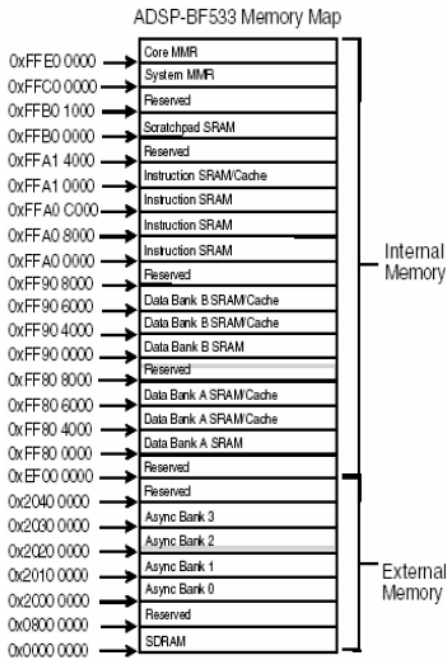 ADSP-BF533 Memory Map
Core MMR
0xFFE0 0000
System MMR
0xFFC0 0000
Reserved
0xFFB0 1000
Scratchpad SRAM
0xFFB0 0000
Reserved
0xFFA1 4000
Instruction SRAM/Cache
0xFFA1 0000
Instruction SRAM
0xFFA0 C000
Instruction SRAM
0xFFA0 8000
Instruction SRAM
0xFFA0 0000
Reserved
0xFF90 8000
Data Bank B SRAM/Cache
0xFF90 6000
Data Bank B SRAM/Cache
0xFF90 4000
Data Bank B SRAM
0xFF90 0000
Reserved
0xFF80 8000
Data Bank A SRAM/Cache
0xFF80 6000
Data Bank A SRAM/Cache
0xFF80 4000
Data Bank A SRAM
0xFF80 0000
Reserved
0xEF00 0000
Reserved
0x2040 0000
Async Bank 3
0x2030 0000
Async Bank 2
0x2020 0000
Async Bank 1
0x2010 0000
Async Bank 0
0x2000 0000
Reserved
0x0800 0000
SDRAM
0x0000 0000
Internal
Memory
External
Memory